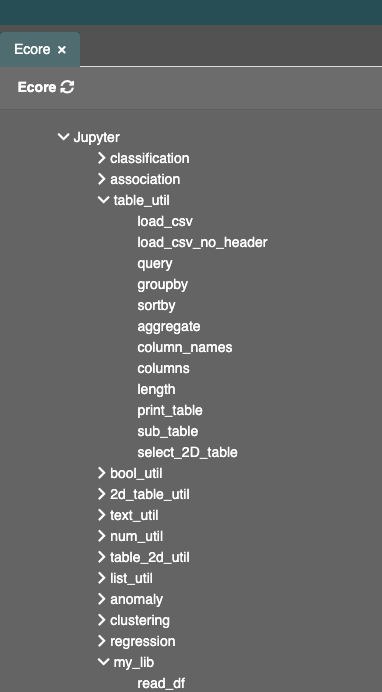 Ecore ×
Ecore
Jupyter
classification
association
table_util
load_csv
load_csv_no_header
query
groupby
sortby
aggregate
column_names
columns
length
print_table
sub_table
select_2D_table
bool_util
2d_table_util
text_util
num_util
table_2d_util
list_util
anomaly
clustering
regression
my_lib
read_df